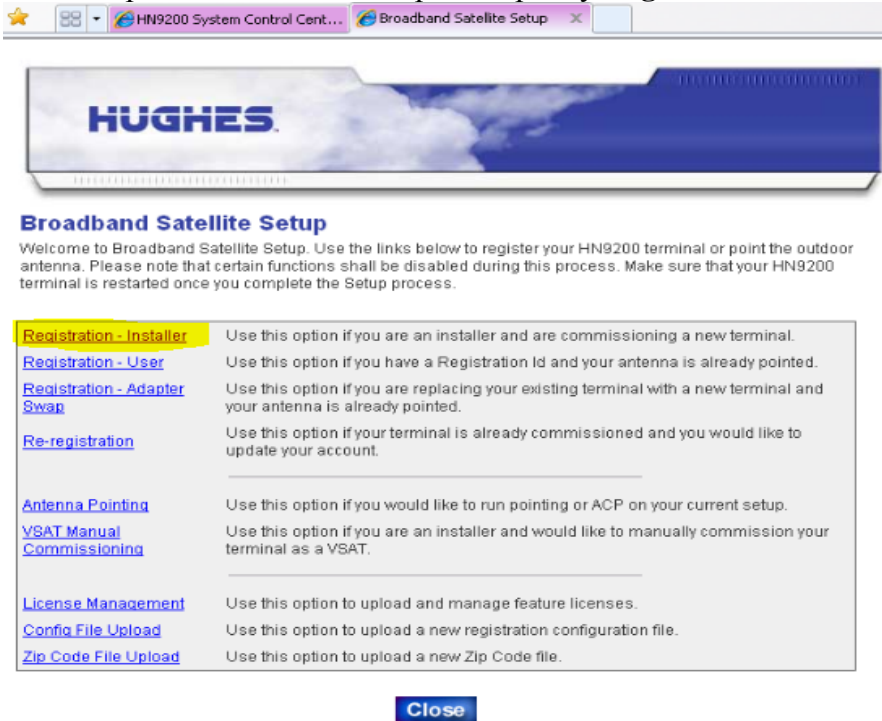 HN9200 System Control Cent... Broadband Satellite Setup
HUGHES.
Broadband Satellite Setup
Welcome to Broadband Satellite Setup. Use the links below to register your HN9200 terminal or point the outdoor
antenna. Please note that certain functions shall be disabled during this process. Make sure that your HN9200
terminal is restarted once you complete the Setup process.
Registration - Installer Use this option if you are an installer and are commissioning a new terminal.
Registration - User Use this option if you have a Registration Id and your antenna is already pointed.
Registration - Adapter Use this option if you are replacing your existing terminal with a new terminal and
Swap your antenna is already pointed.
Re-registration Use this option if your terminal is already commissioned and you would like to
update your account.
Antenna Pointing Use this option if you would like to run pointing or ACP on your current setup.
VSAT Manual Use this option if you are an installer and would like to manually commission your
Commissioning terminal as a VSAT.
License Management Use this option to upload and manage feature licenses.
Config File Upload Use this option to upload a new registration configuration file.
Zip Code File Upload Use this option to upload a new Zip Code file.
Close